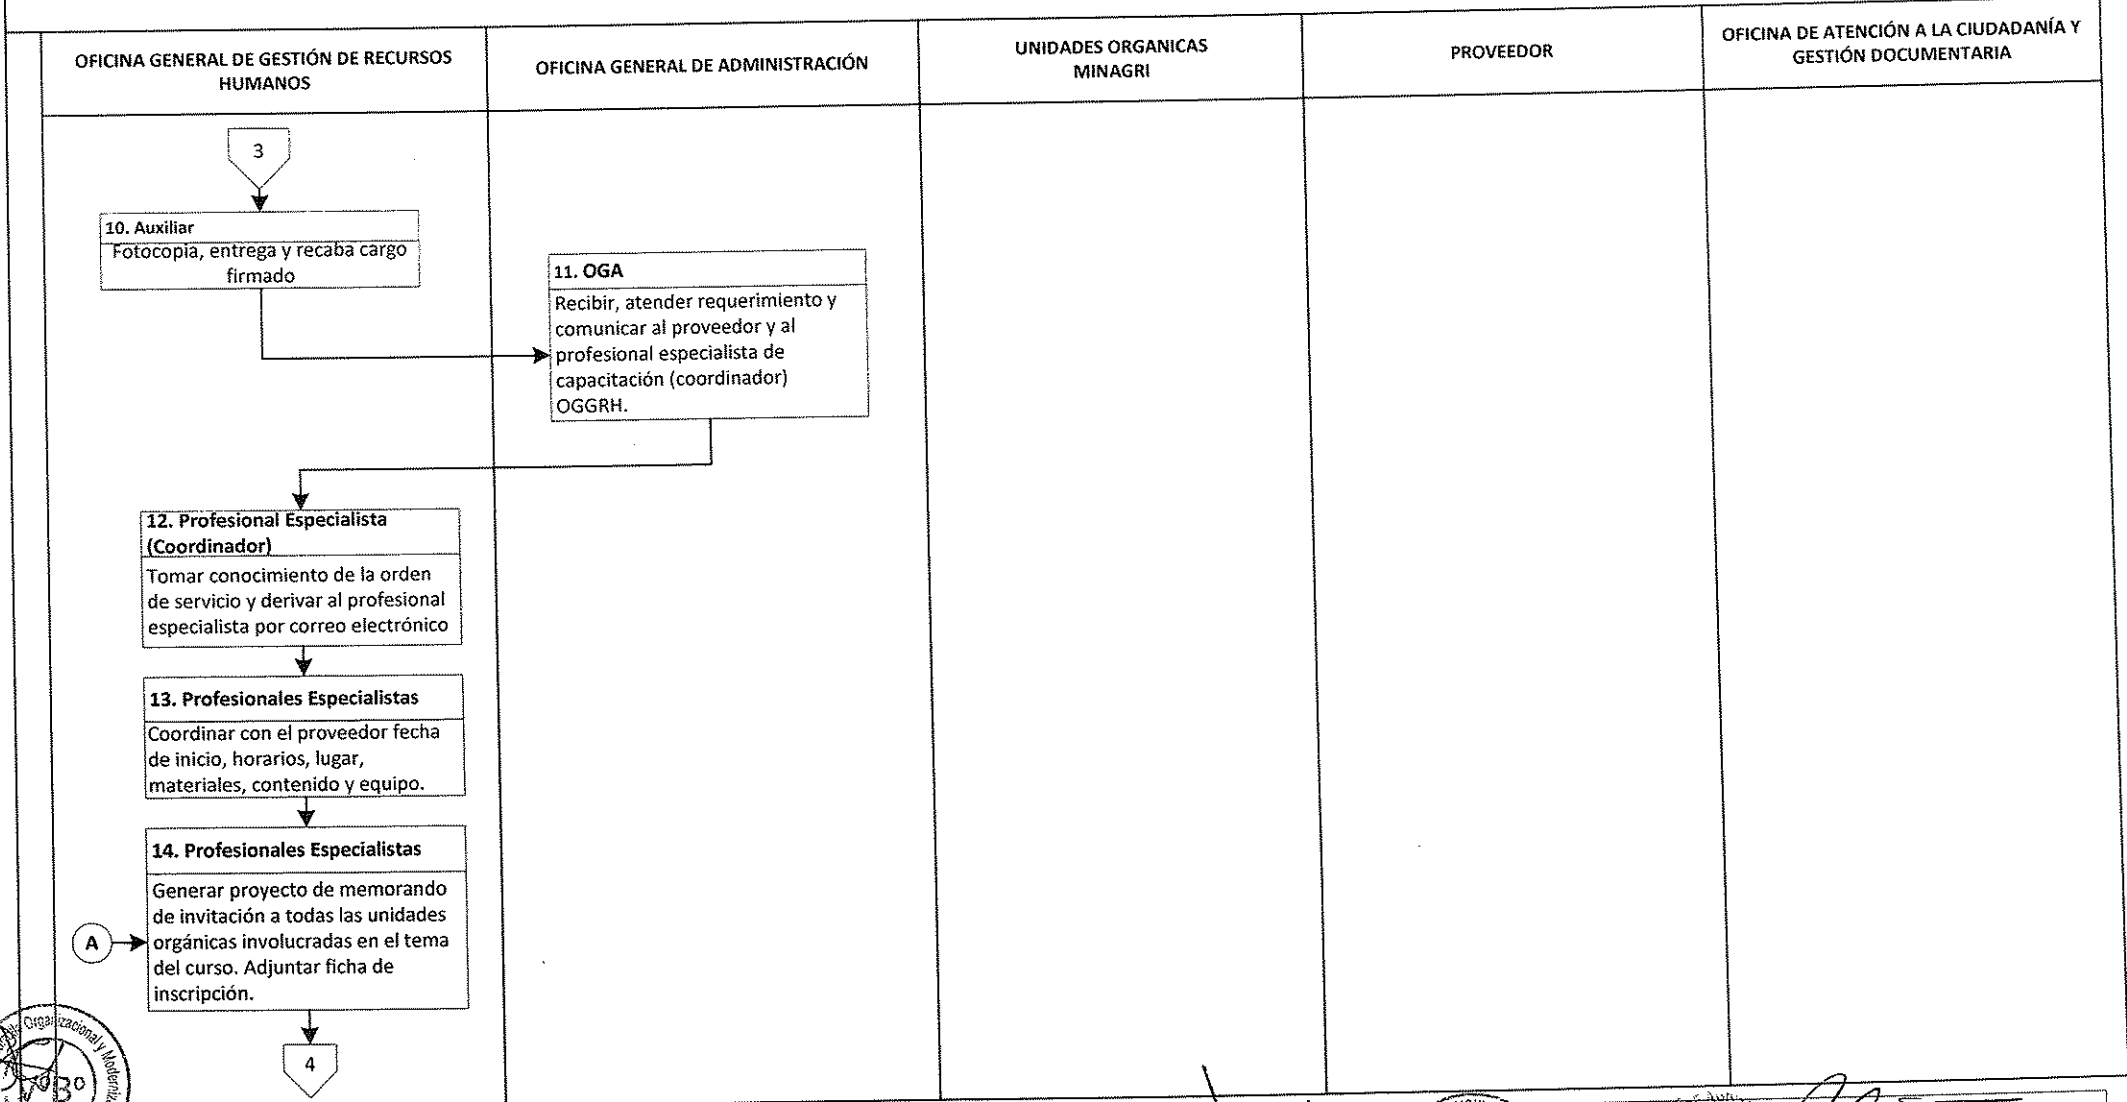 OFICINA GENERAL DE GESTIÓN DE RECURSOS
HUMANOS
OFICINA GENERAL DE ADMINISTRACIÓN
UNIDADES ORGANICAS
MINAGRI
PROVEEDOR
OFICINA DE ATENCIÓN A LA CIUDADANÍA Y
GESTIÓN DOCUMENTARIA
3
10. Auxiliar
Fotocopia, entrega y recaba cargo
firmado
11. OGA
Recibir, atender requerimiento y
comunicar al proveedor y al
profesional especialista de
capacitación (coordinador)
OGGRH.
12. Profesional Especialista
(Coordinador)
Tomar conocimiento de la orden
de servicio y derivar al profesional
especialista por correo electrónico
13. Profesionales Especialistas
Coordinar con el proveedor fecha
de inicio, horarios, lugar,
materiales, contenido y equipo.
14. Profesionales Especialistas
Generar proyecto de memorando
de invitación a todas las unidades
orgánicas involucradas en el tema
del curso. Adjuntar ficha de
inscripción.
A
4
Organizacional y
VºBº